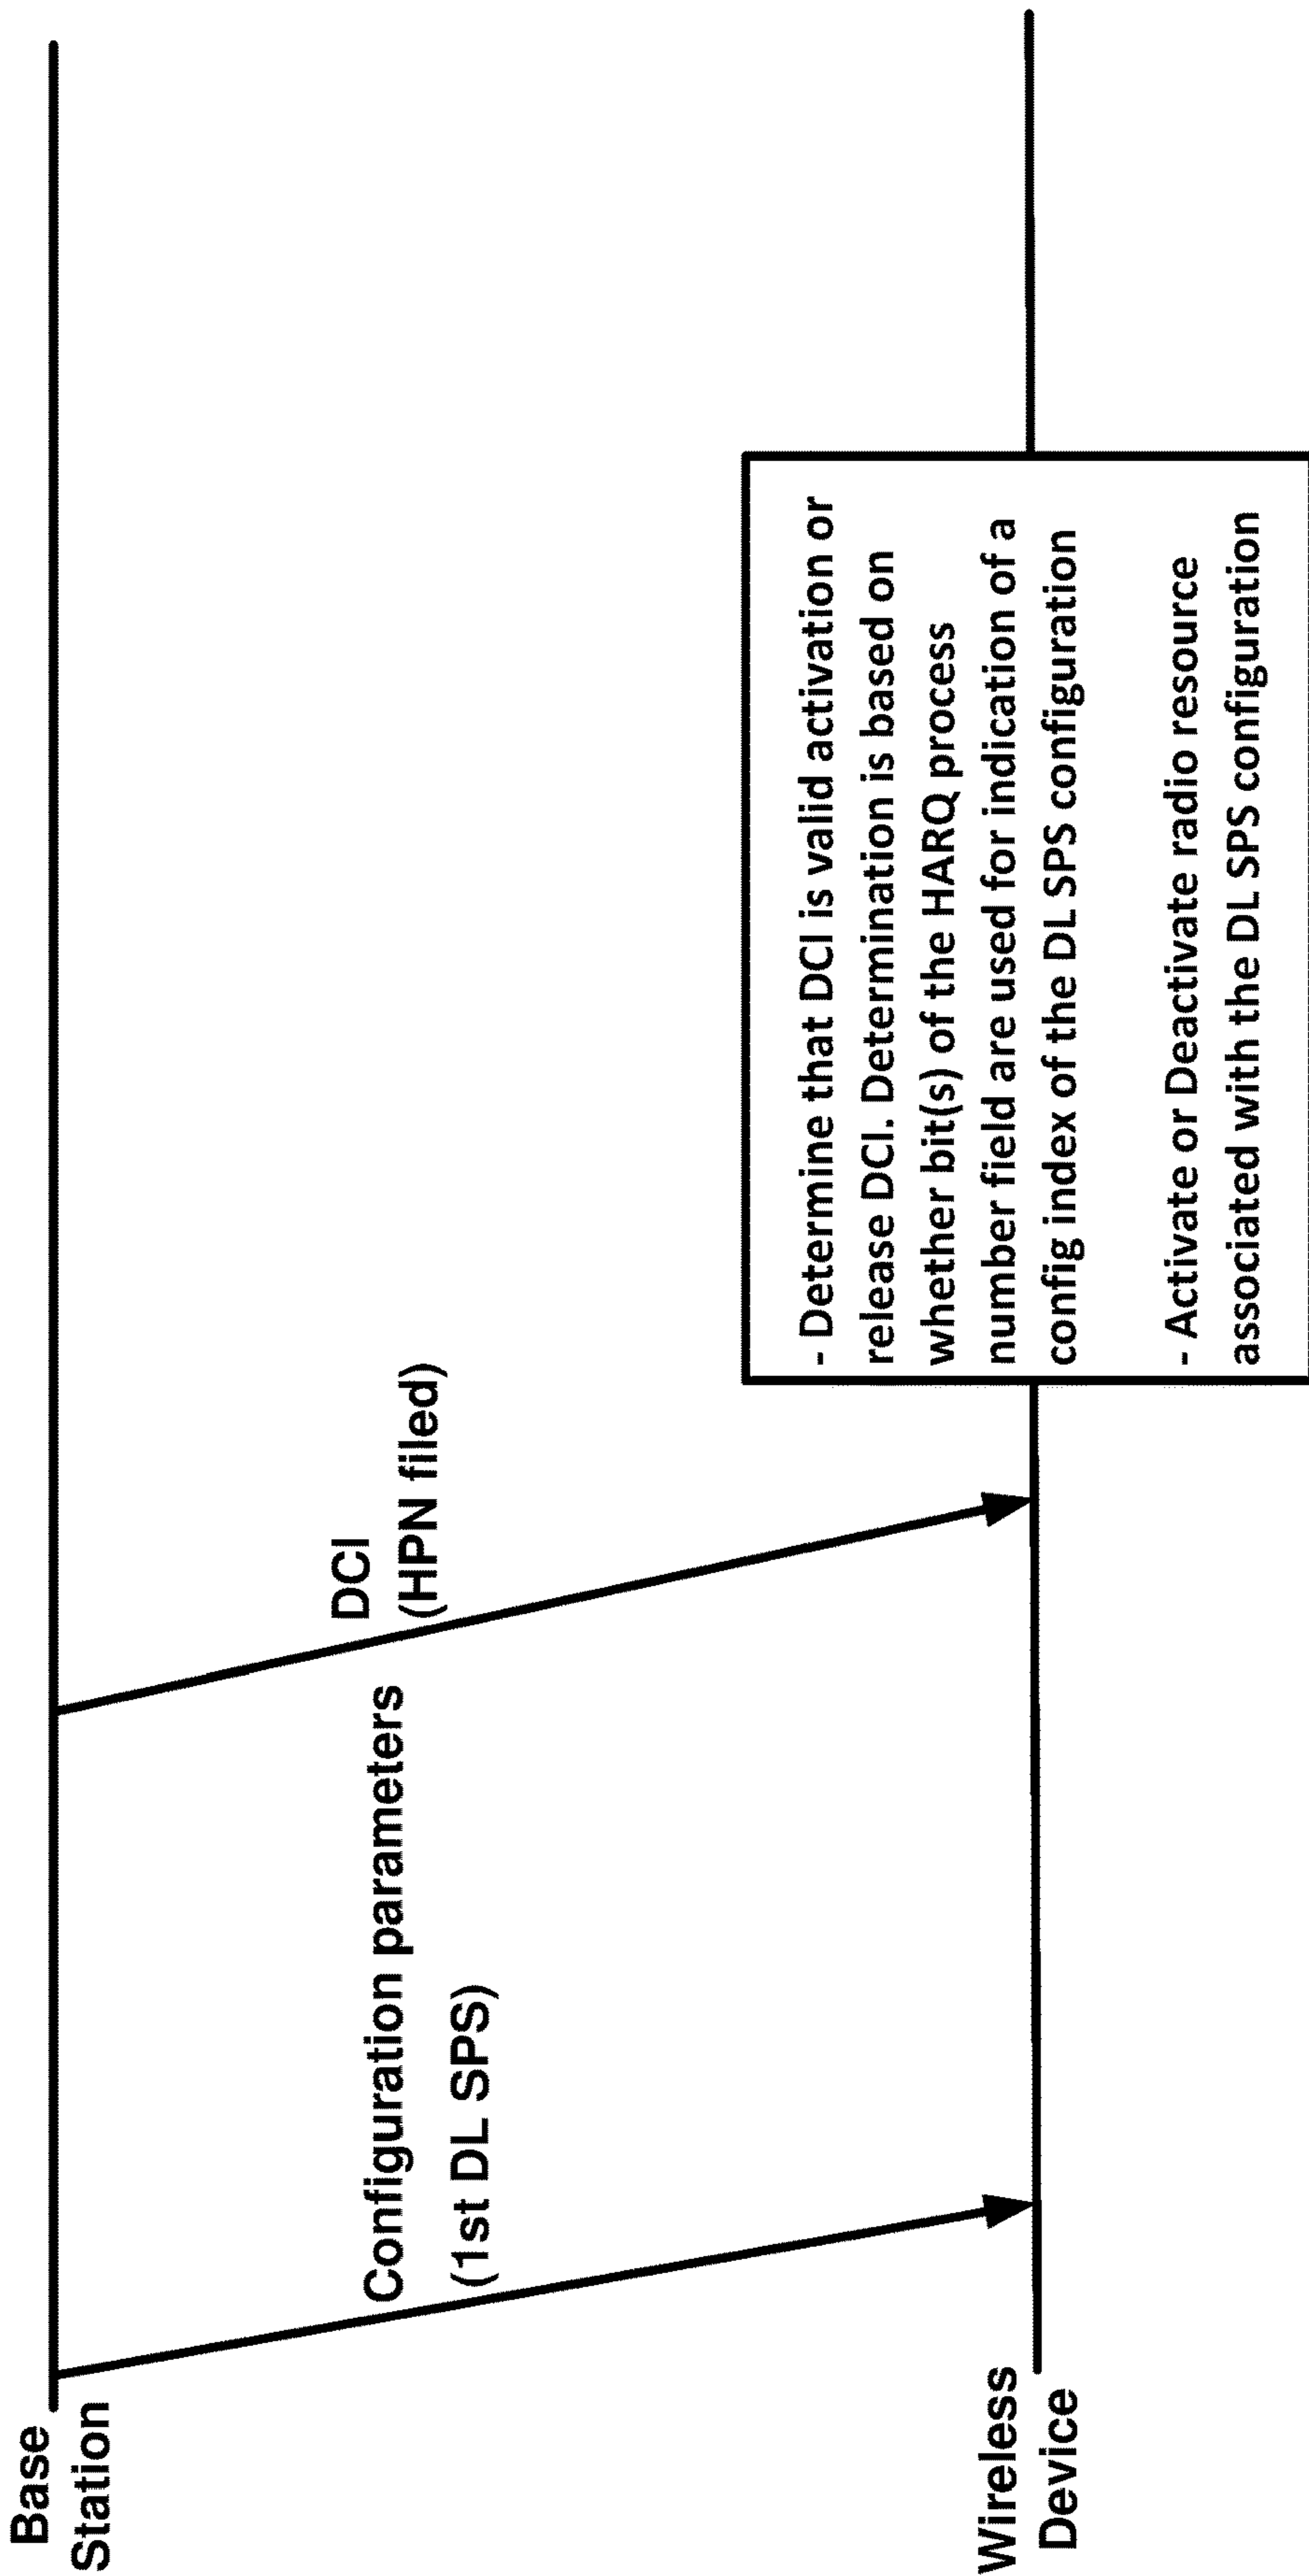 Base
Station
Configuration parameters
(1st DL SPS)
DCI
(HPN filed)
Wireless
Device
- Determine that DCI is valid activation or
release DCI. Determination is based on
whether bit(s) of the HARQ process
number field are used for indication of a
config index of the DL SPS configuration
- Activate or Deactivate radio resource
associated with the DL SPS configuration